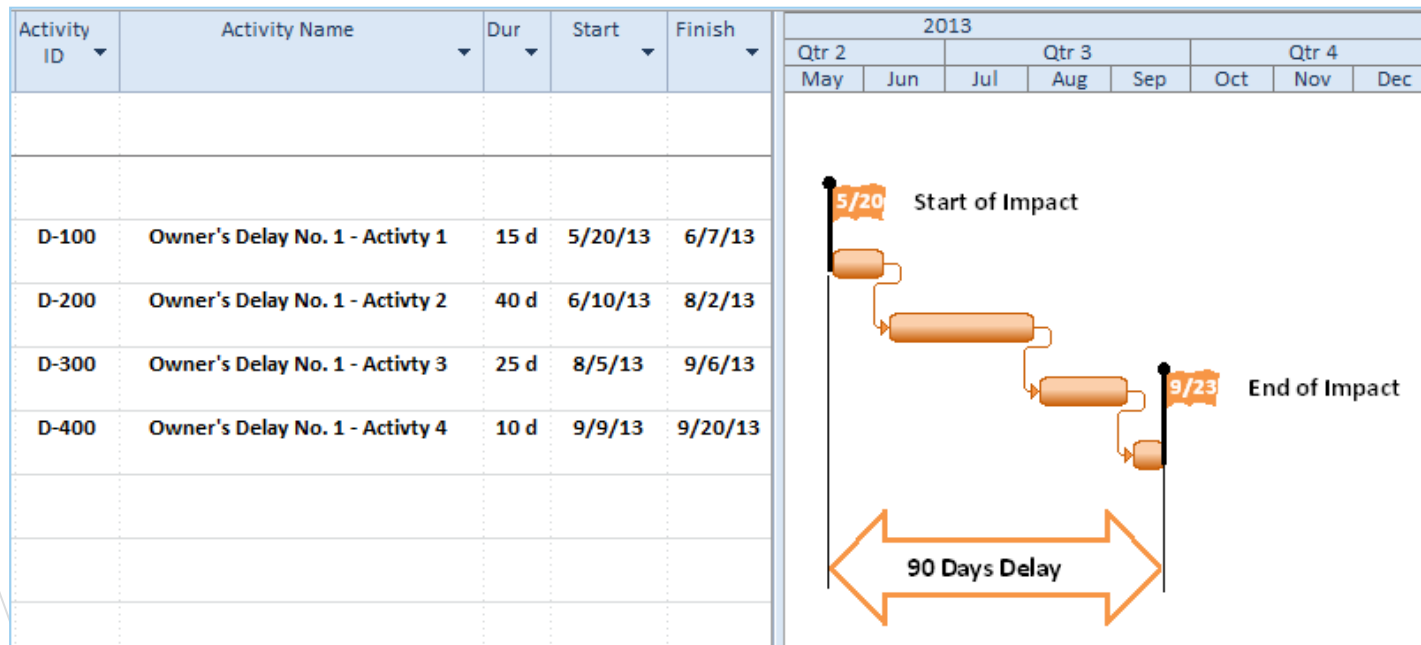 Activity ID Activity Name Dur Start Finish
2013
Qtr 2 Qtr 3 Qtr 4
May Jun Jul Aug Sep Oct Nov Dec
5/20 Start of Impact
D-100 Owner's Delay No. 1 - Activty 1 15 d 5/20/13 6/7/13
D-200 Owner's Delay No. 1 - Activty 2 40 d 6/10/13 8/2/13
D-300 Owner's Delay No. 1 - Activty 3 25 d 8/5/13 9/6/13
9/23 End of Impact
D-400 Owner's Delay No. 1 - Activty 4 10 d 9/9/13 9/20/13
90 Days Delay